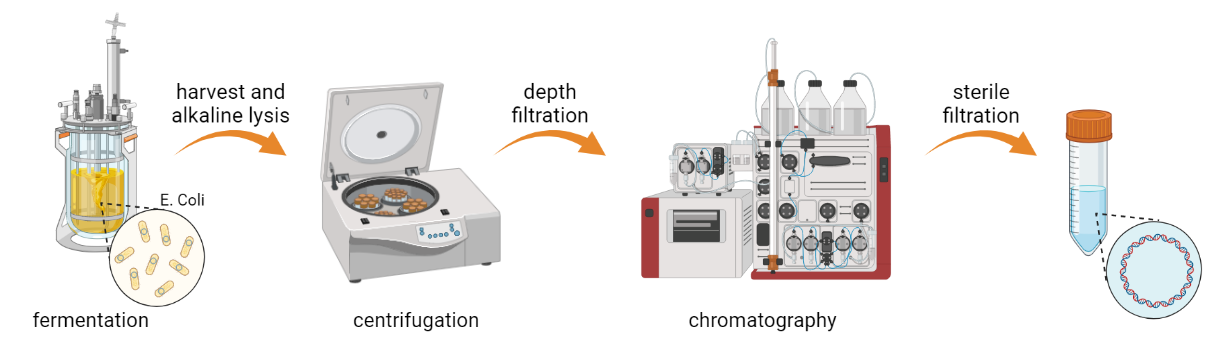 harvest and
alkaline lysis
depth
filtration
sterile
filtration
E. Coli
fermentation
centrifugation
chromatography